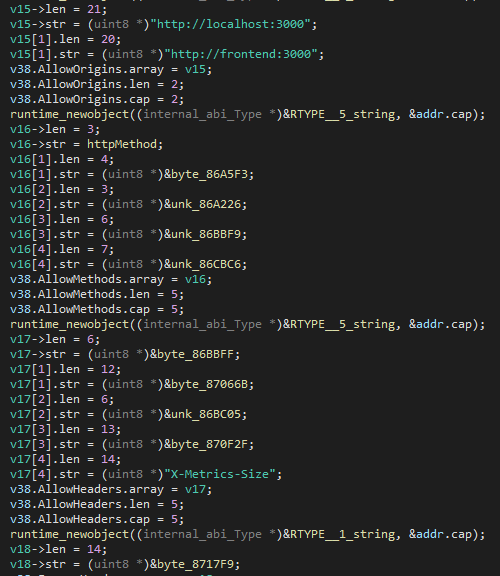 v15->len = 21;
v15->str = (uint8 *)"http://localhost:3000";
v15[1].len = 20;
v15[1].str = (uint8 *)"http://frontend:3000";
v38.AllowOrigins.array = v15;
v38.AllowOrigins.len = 2;
v38.AllowOrigins.cap = 2;
runtime_newobject((internal_abi_Type *)&RTYPE__5_string, &addr.cap);
v16->len = 3;
v16->str = httpMethod;
v16[1].len = 4;
v16[1].str = (uint8 *)&byte_86A5F3;
v16[2].len = 3;
v16[2].str = (uint8 *)&unk_86A226;
v16[3].len = 6;
v16[3].str = (uint8 *)&unk_86BBF9;
v16[4].len = 7;
v16[4].str = (uint8 *)&unk_86CBC6;
v38.AllowMethods.array = v16;
v38.AllowMethods.len = 5;
v38.AllowMethods.cap = 5;
runtime_newobject((internal_abi_Type *)&RTYPE__5_string, &addr.cap);
v17->len = 6;
v17->str = (uint8 *)&byte_86BBFF;
v17[1].len = 12;
v17[1].str = (uint8 *)&byte_87066B;
v17[2].len = 6;
v17[2].str = (uint8 *)&unk_86BC05;
v17[3].len = 13;
v17[3].str = (uint8 *)&byte_870F2F;
v17[4].len = 14;
v17[4].str = (uint8 *)"X-Metrics-Size";
v38.AllowHeaders.array = v17;
v38.AllowHeaders.len = 5;
v38.AllowHeaders.cap = 5;
runtime_newobject((internal_abi_Type *)&RTYPE__1_string, &addr.cap);
v18->len = 14;
v18->str = (uint8 *)&byte_8717F9;